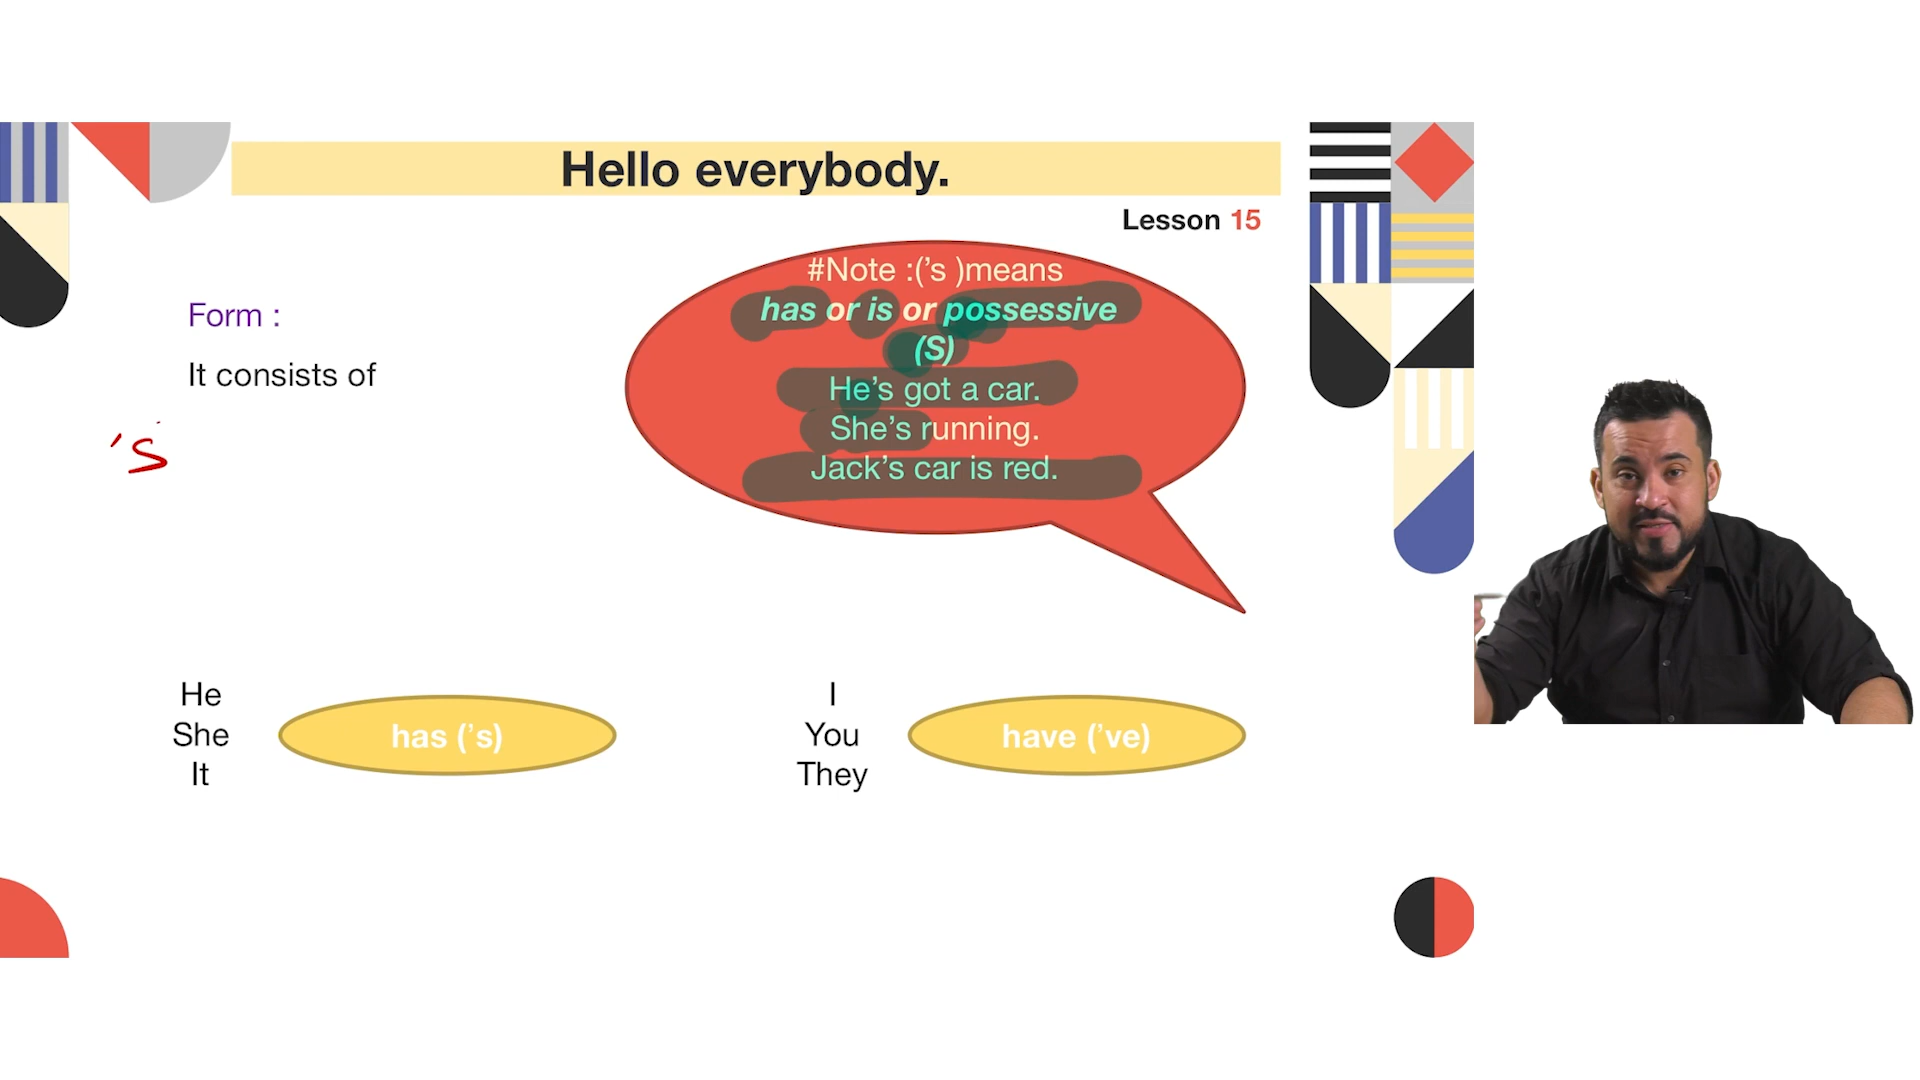 Hello everybody.
Lesson 15
#Note :(’s )means
has or is or possessive
(S)
He’s got a car.
She’s running.
Jack’s car is red.
Form :
It consists of
’s
He
She
It
has (’s)
I
You
They
have (’ve)